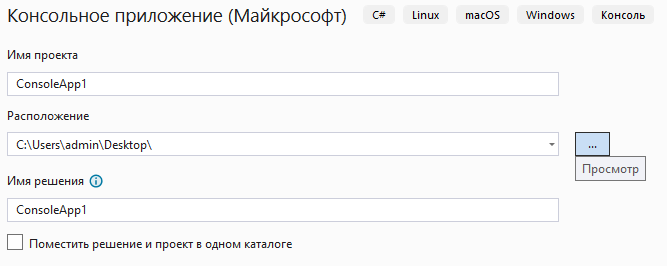 Консольное приложение (Майкрософт) C# Linux macOS Windows Консоль
Имя проекта
ConsoleApp1
Расположение
C:\Users\admin\Desktop\ ...
Просмотр
Имя решения
ConsoleApp1
Поместить решение и проект в одном каталоге